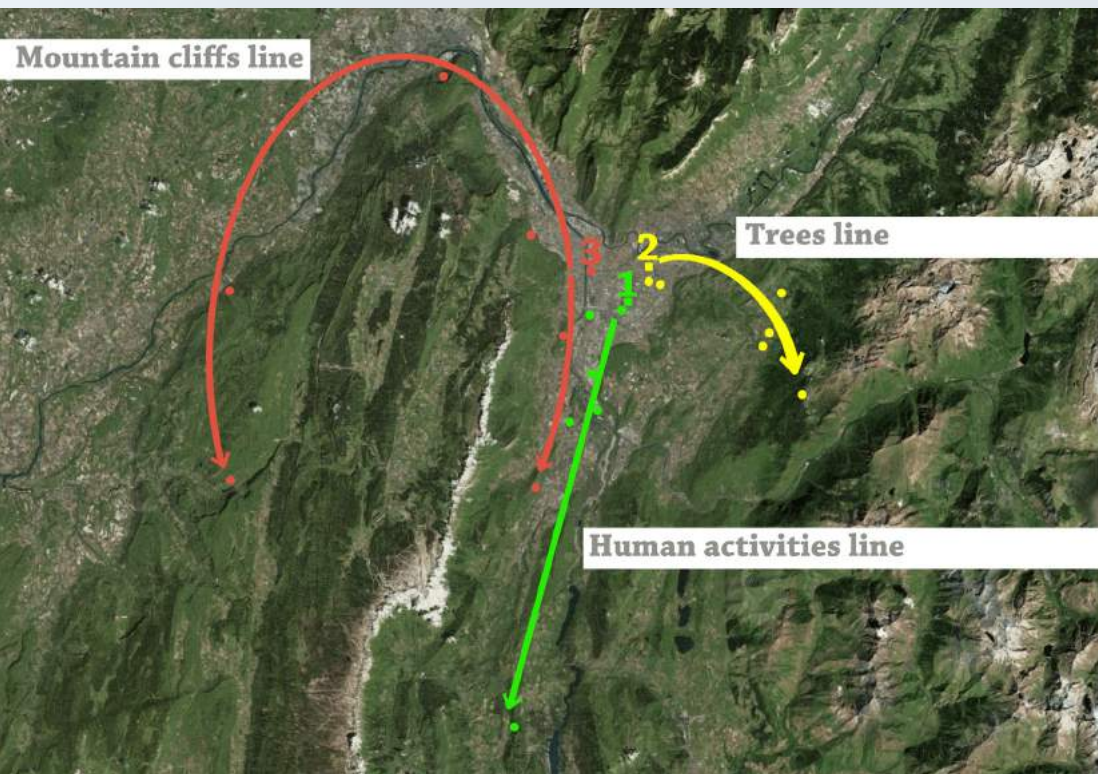 Mountain cliffs line
3
2
Trees line
1
Human activities line